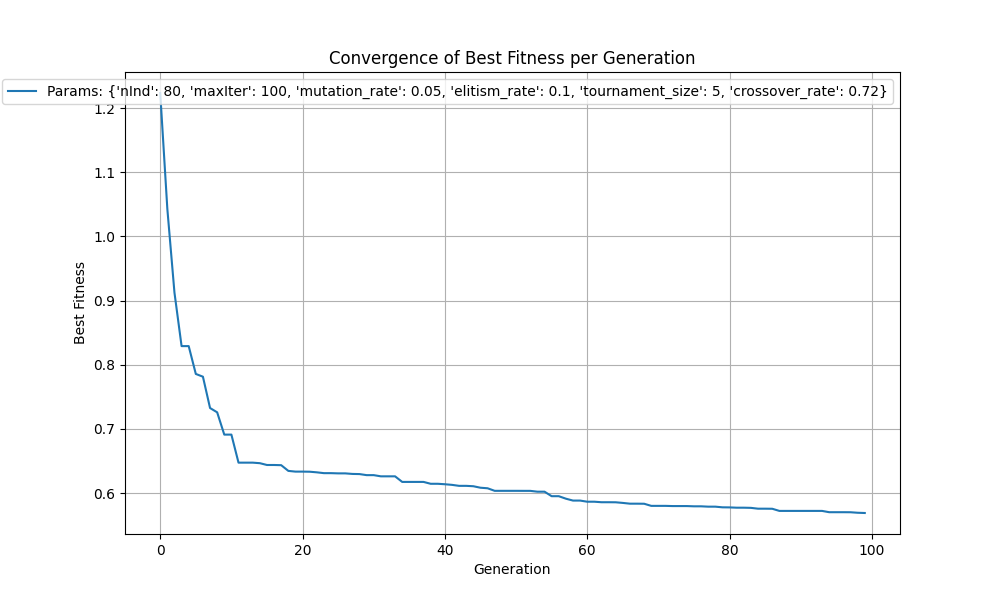 Convergence of Best Fitness per Generation
Params: {'nInd': 80, 'maxIter': 100, 'mutation_rate': 0.05, 'elitism_rate': 0.1, 'tournament_size': 5, 'crossover_rate': 0.72}
1.2
1.1
1.0
0.9
0.8
0.7
0.6
Best Fitness
0 20 40 60 80 100
Generation